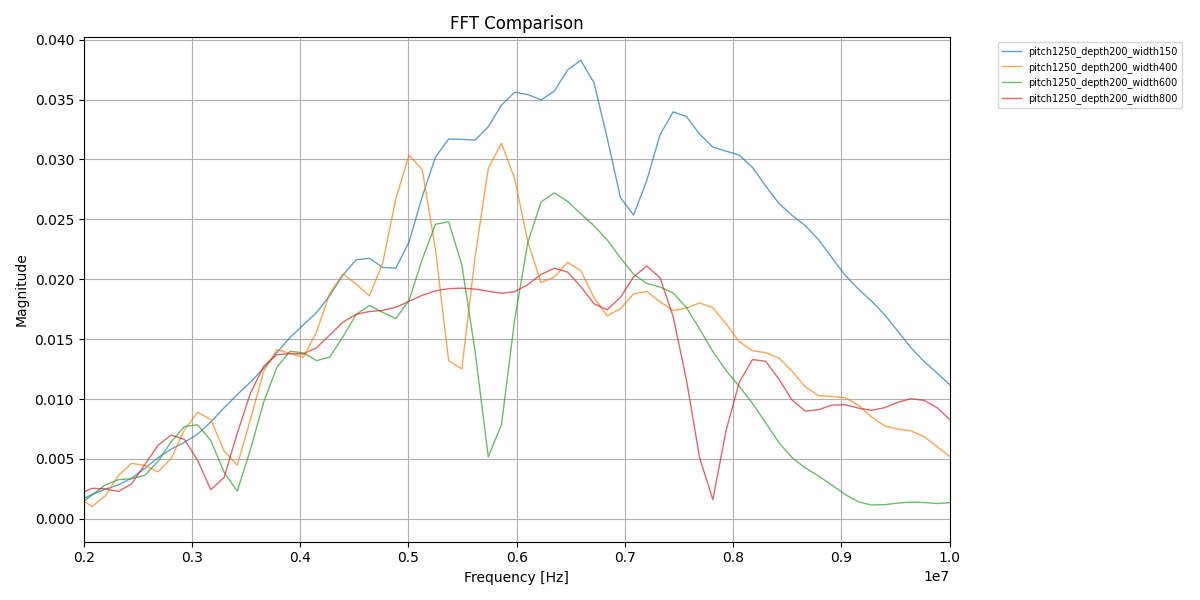 FFT Comparison
0.040
0.035
0.030
0.025
0.020
0.015
0.010
0.005
0.000
Magnitude
0.2 0.3 0.4 0.5 0.6 0.7 0.8 0.9 1.0
1e7
Frequency [Hz]
pitch1250_depth200_width150
pitch1250_depth200_width400
pitch1250_depth200_width600
pitch1250_depth200_width800